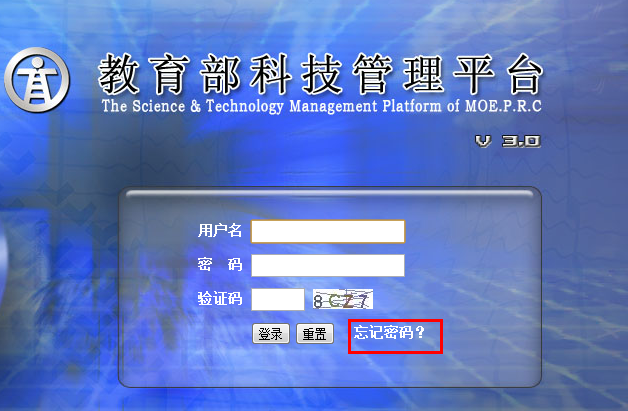 教育部科技管理平台
The Science & Technology Management Platform of MOE.P.R.C
V 3.0
用户名
密 码
验证码 8CZ7
登录 重置 忘记密码?